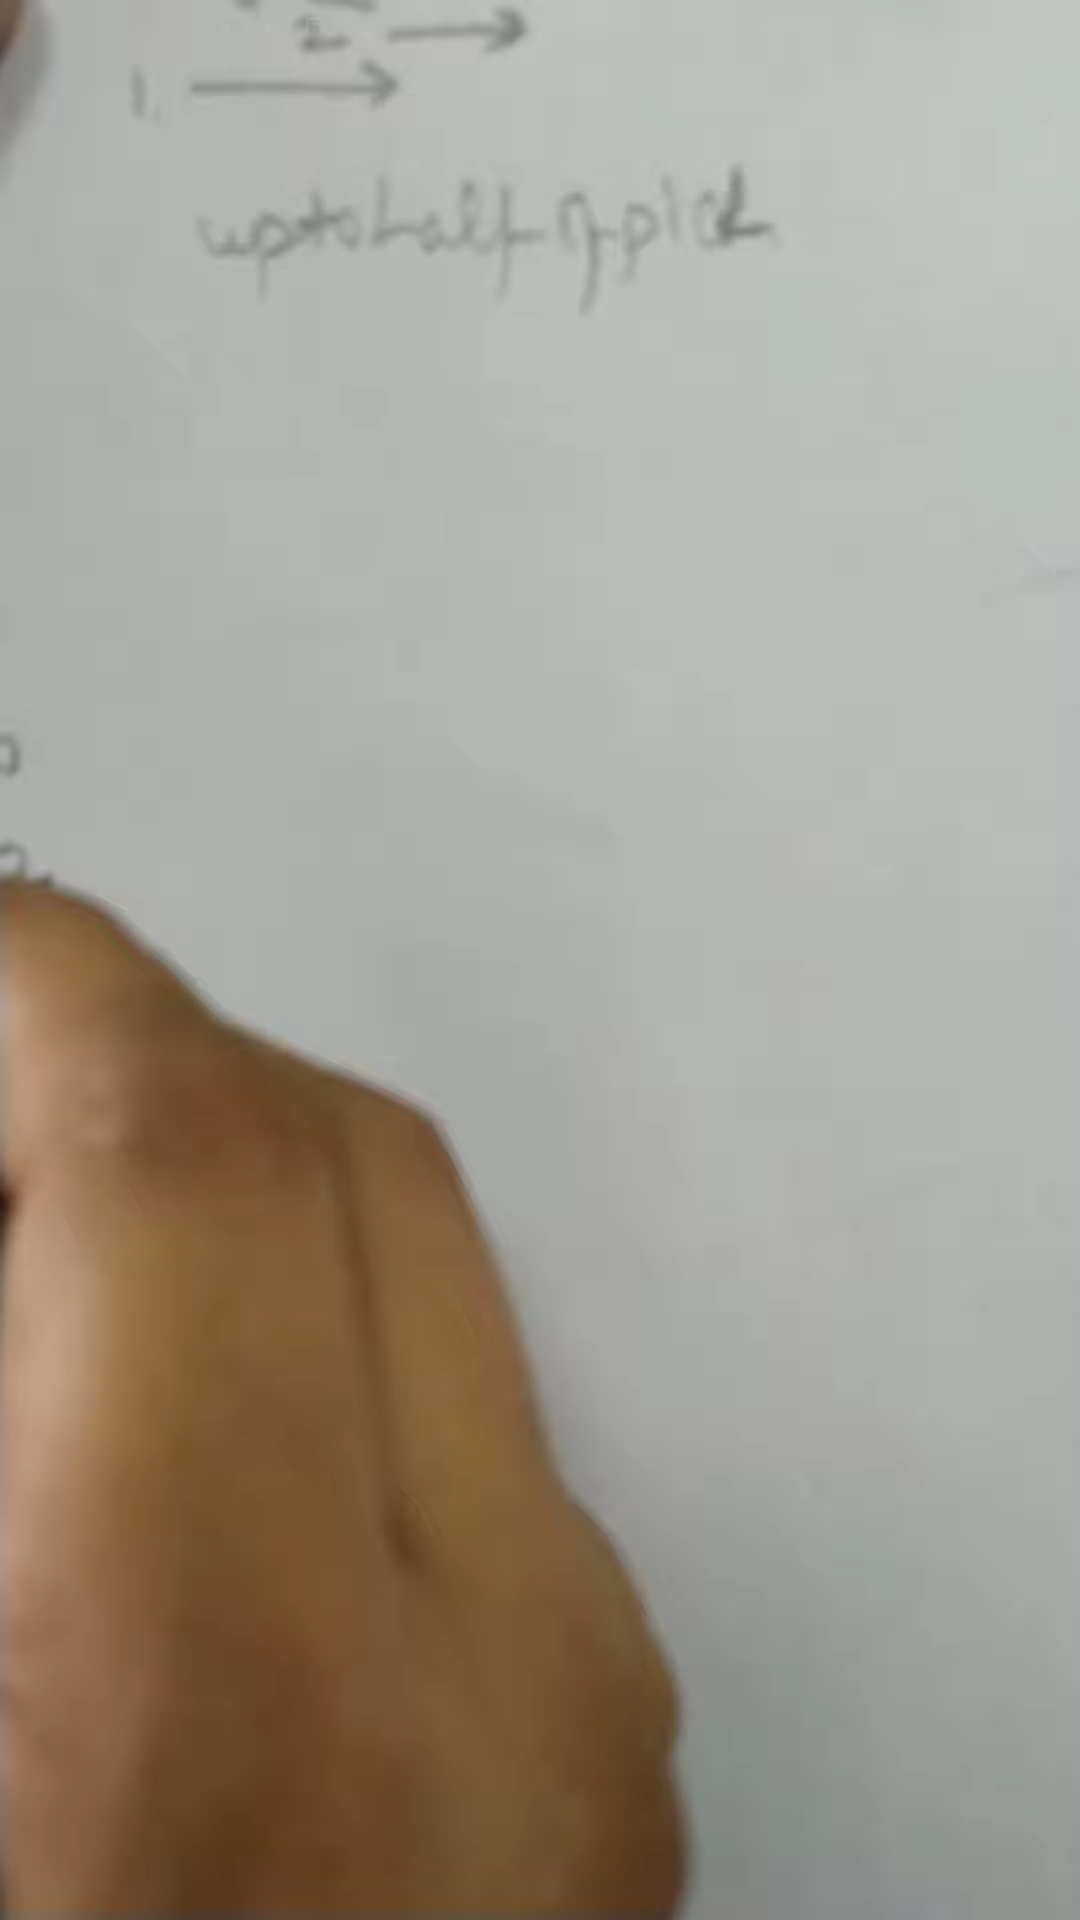 2 →
1. →
upto half of pick